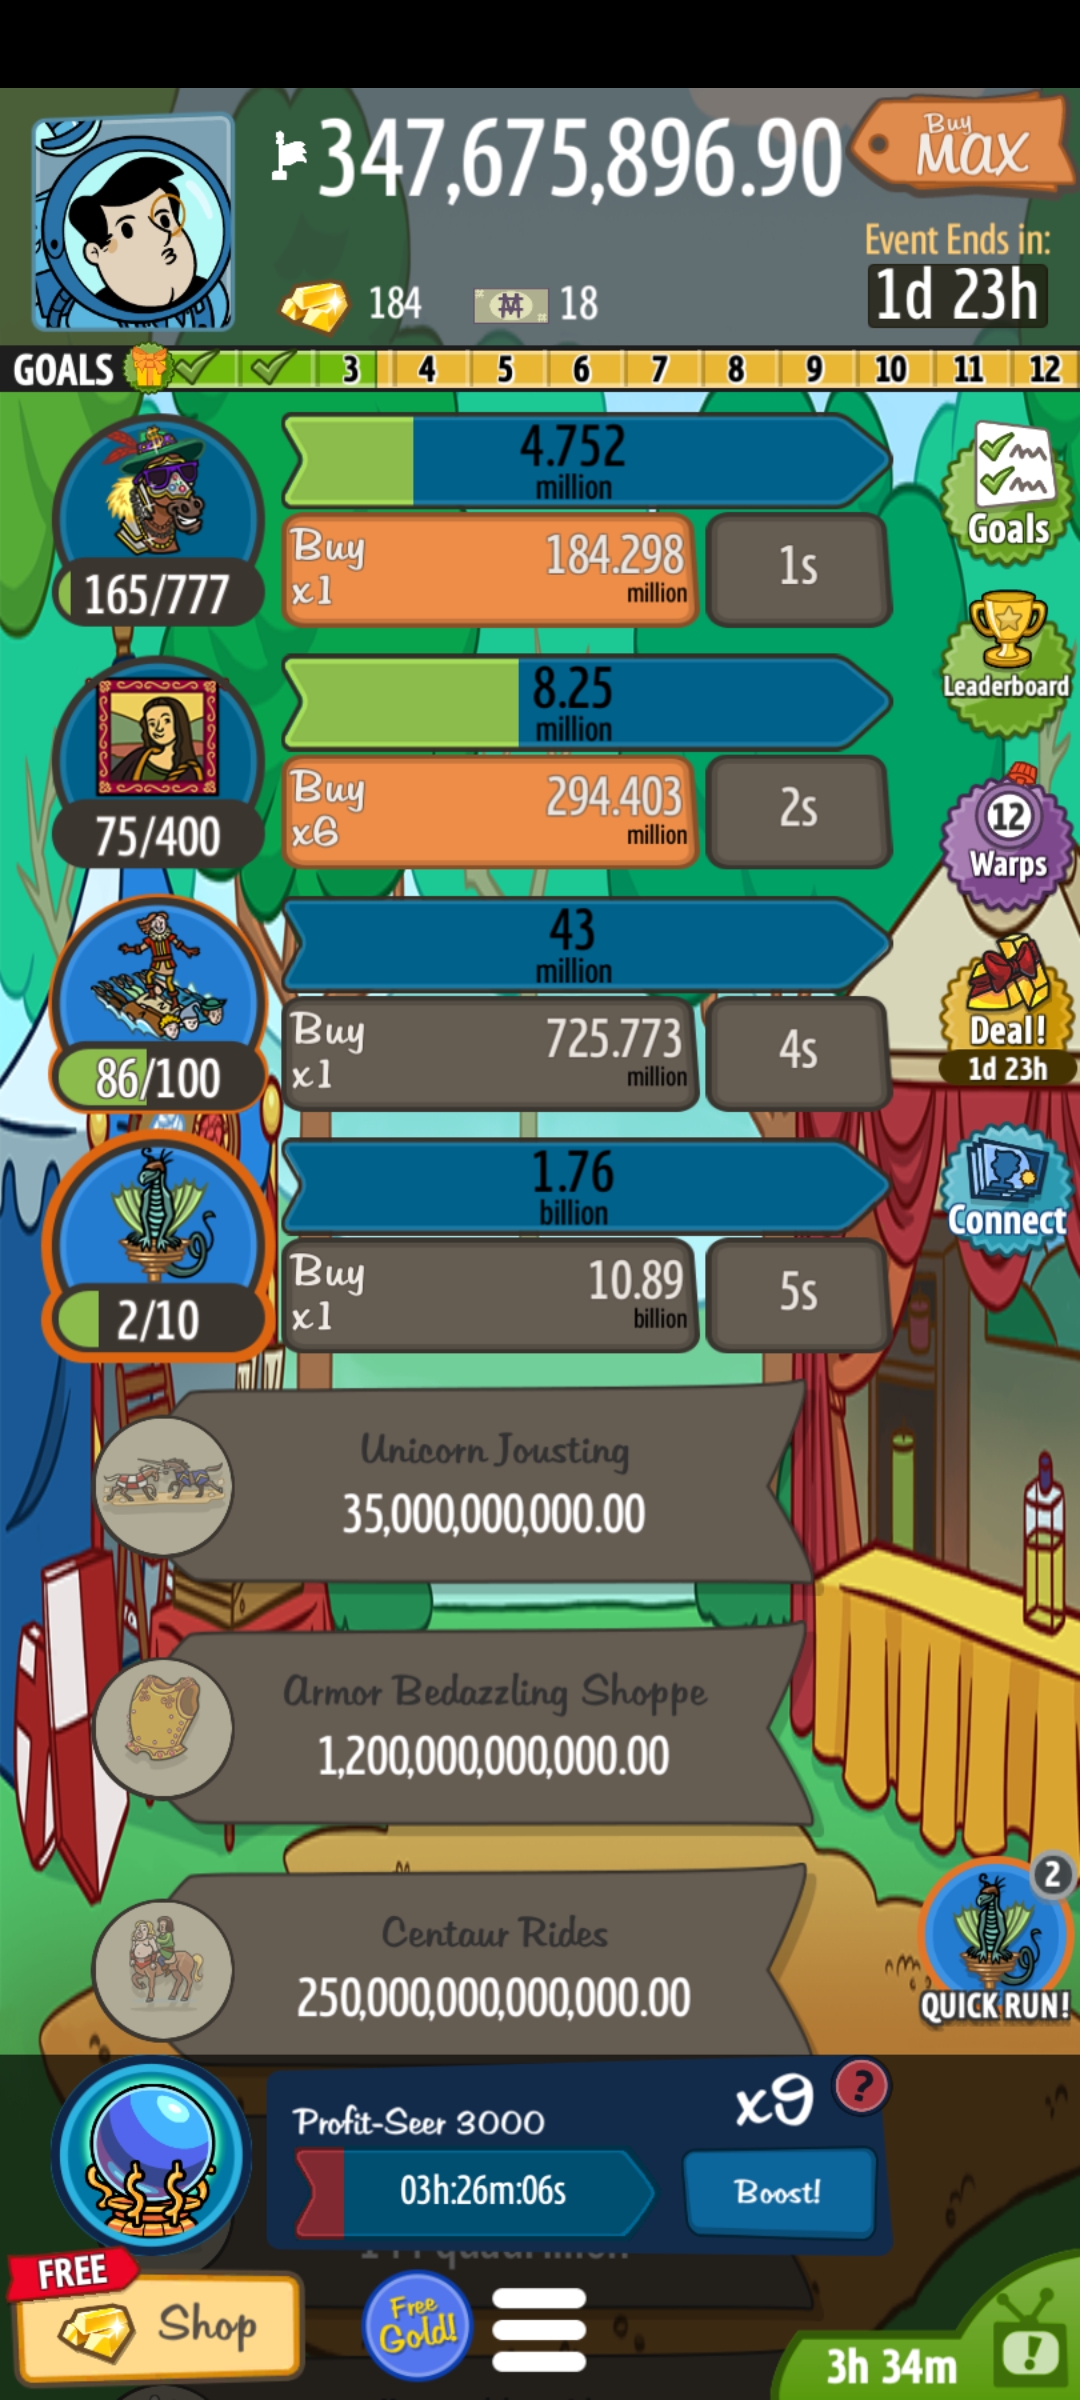 347,675,896.90
Buy
MAX
Event Ends in:
1d 23h
184
18
GOALS
3
4
5
6
7
8
9
10
11
12
4.752
million
Buy
x1
184.298
million
1s
165/777
Goals
8.25
million
Buy
x6
294.403
million
2s
75/400
Leaderboard
12
Warps
43
million
Buy
x1
725.773
million
4s
86/100
Deal!
1d 23h
1.76
billion
Buy
x1
10.89
billion
5s
2/10
Connect
Unicorn Jousting
35,000,000,000.00
Armor Bedazzling Shoppe
1,200,000,000,000.00
Centaur Rides
250,000,000,000,000.00
2
QUICK RUN!
Profit-Seer 3000
x9
?
03h:26m:06s
Boost!
FREE
Shop
Free
Gold!
3h 34m
!